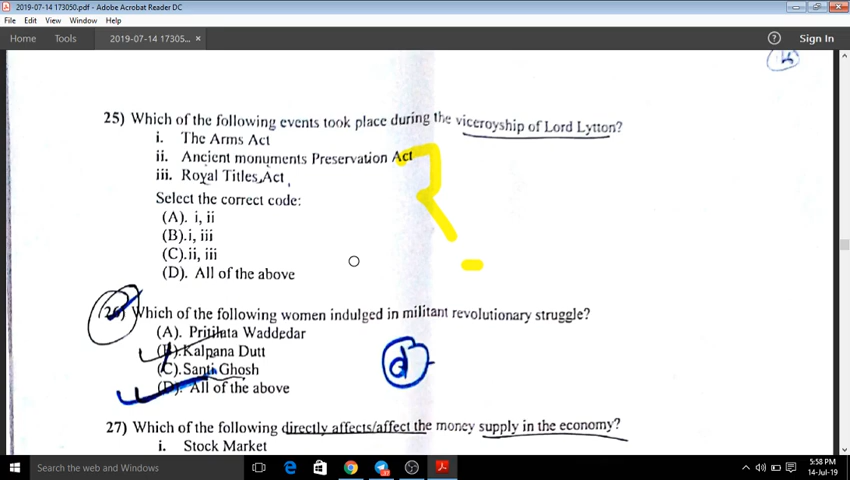 2019-07-14 173050.pdf - Adobe Acrobat Reader DC
File Edit View Window Help
Home Tools 2019-07-14 17305... × ? Sign In
25) Which of the following events took place during the viceroyship of Lord Lytton?
i. The Arms Act
ii. Ancient monuments Preservation Act
iii. Royal Titles Act
Select the correct code:
(A). i, ii
(B).i, iii
(C).ii, iii
(D). All of the above
26) Which of the following women indulged in militant revolutionary struggle?
(A). Pritilata Waddedar
(B).Kalpana Dutt
(C).Santi Ghosh
(D). All of the above
d
27) Which of the following directly affects/affect the money supply in the economy?
i. Stock Market
Search the web and Windows
5:58 PM
14-Jul-19